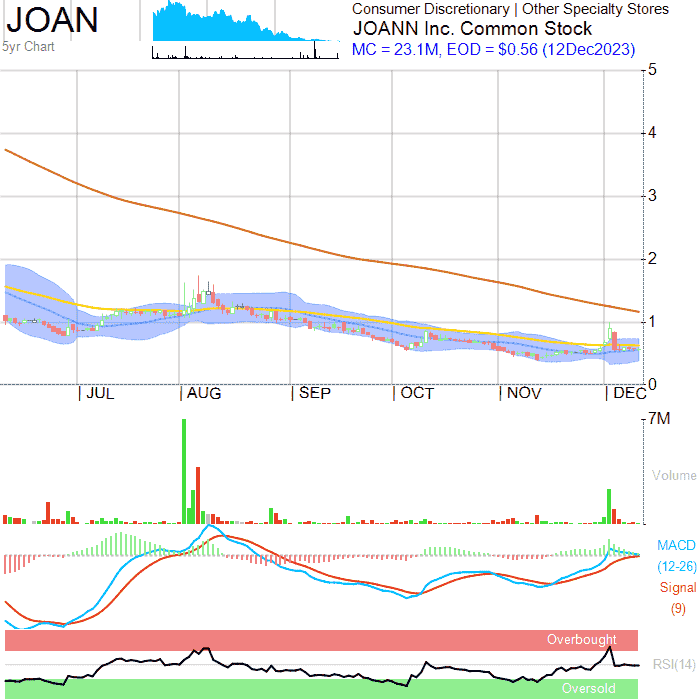 JOAN
5yr Chart
Consumer Discretionary | Other Specialty Stores
JOANN Inc. Common Stock
MC = 23.1M, EOD = $0.56 (12Dec2023)
5
4
3
2
1
0
JUL
AUG
SEP
OCT
NOV
DEC
7M
Volume
MACD
(12-26)
Signal
(9)
Overbought
RSI(14)
Oversold